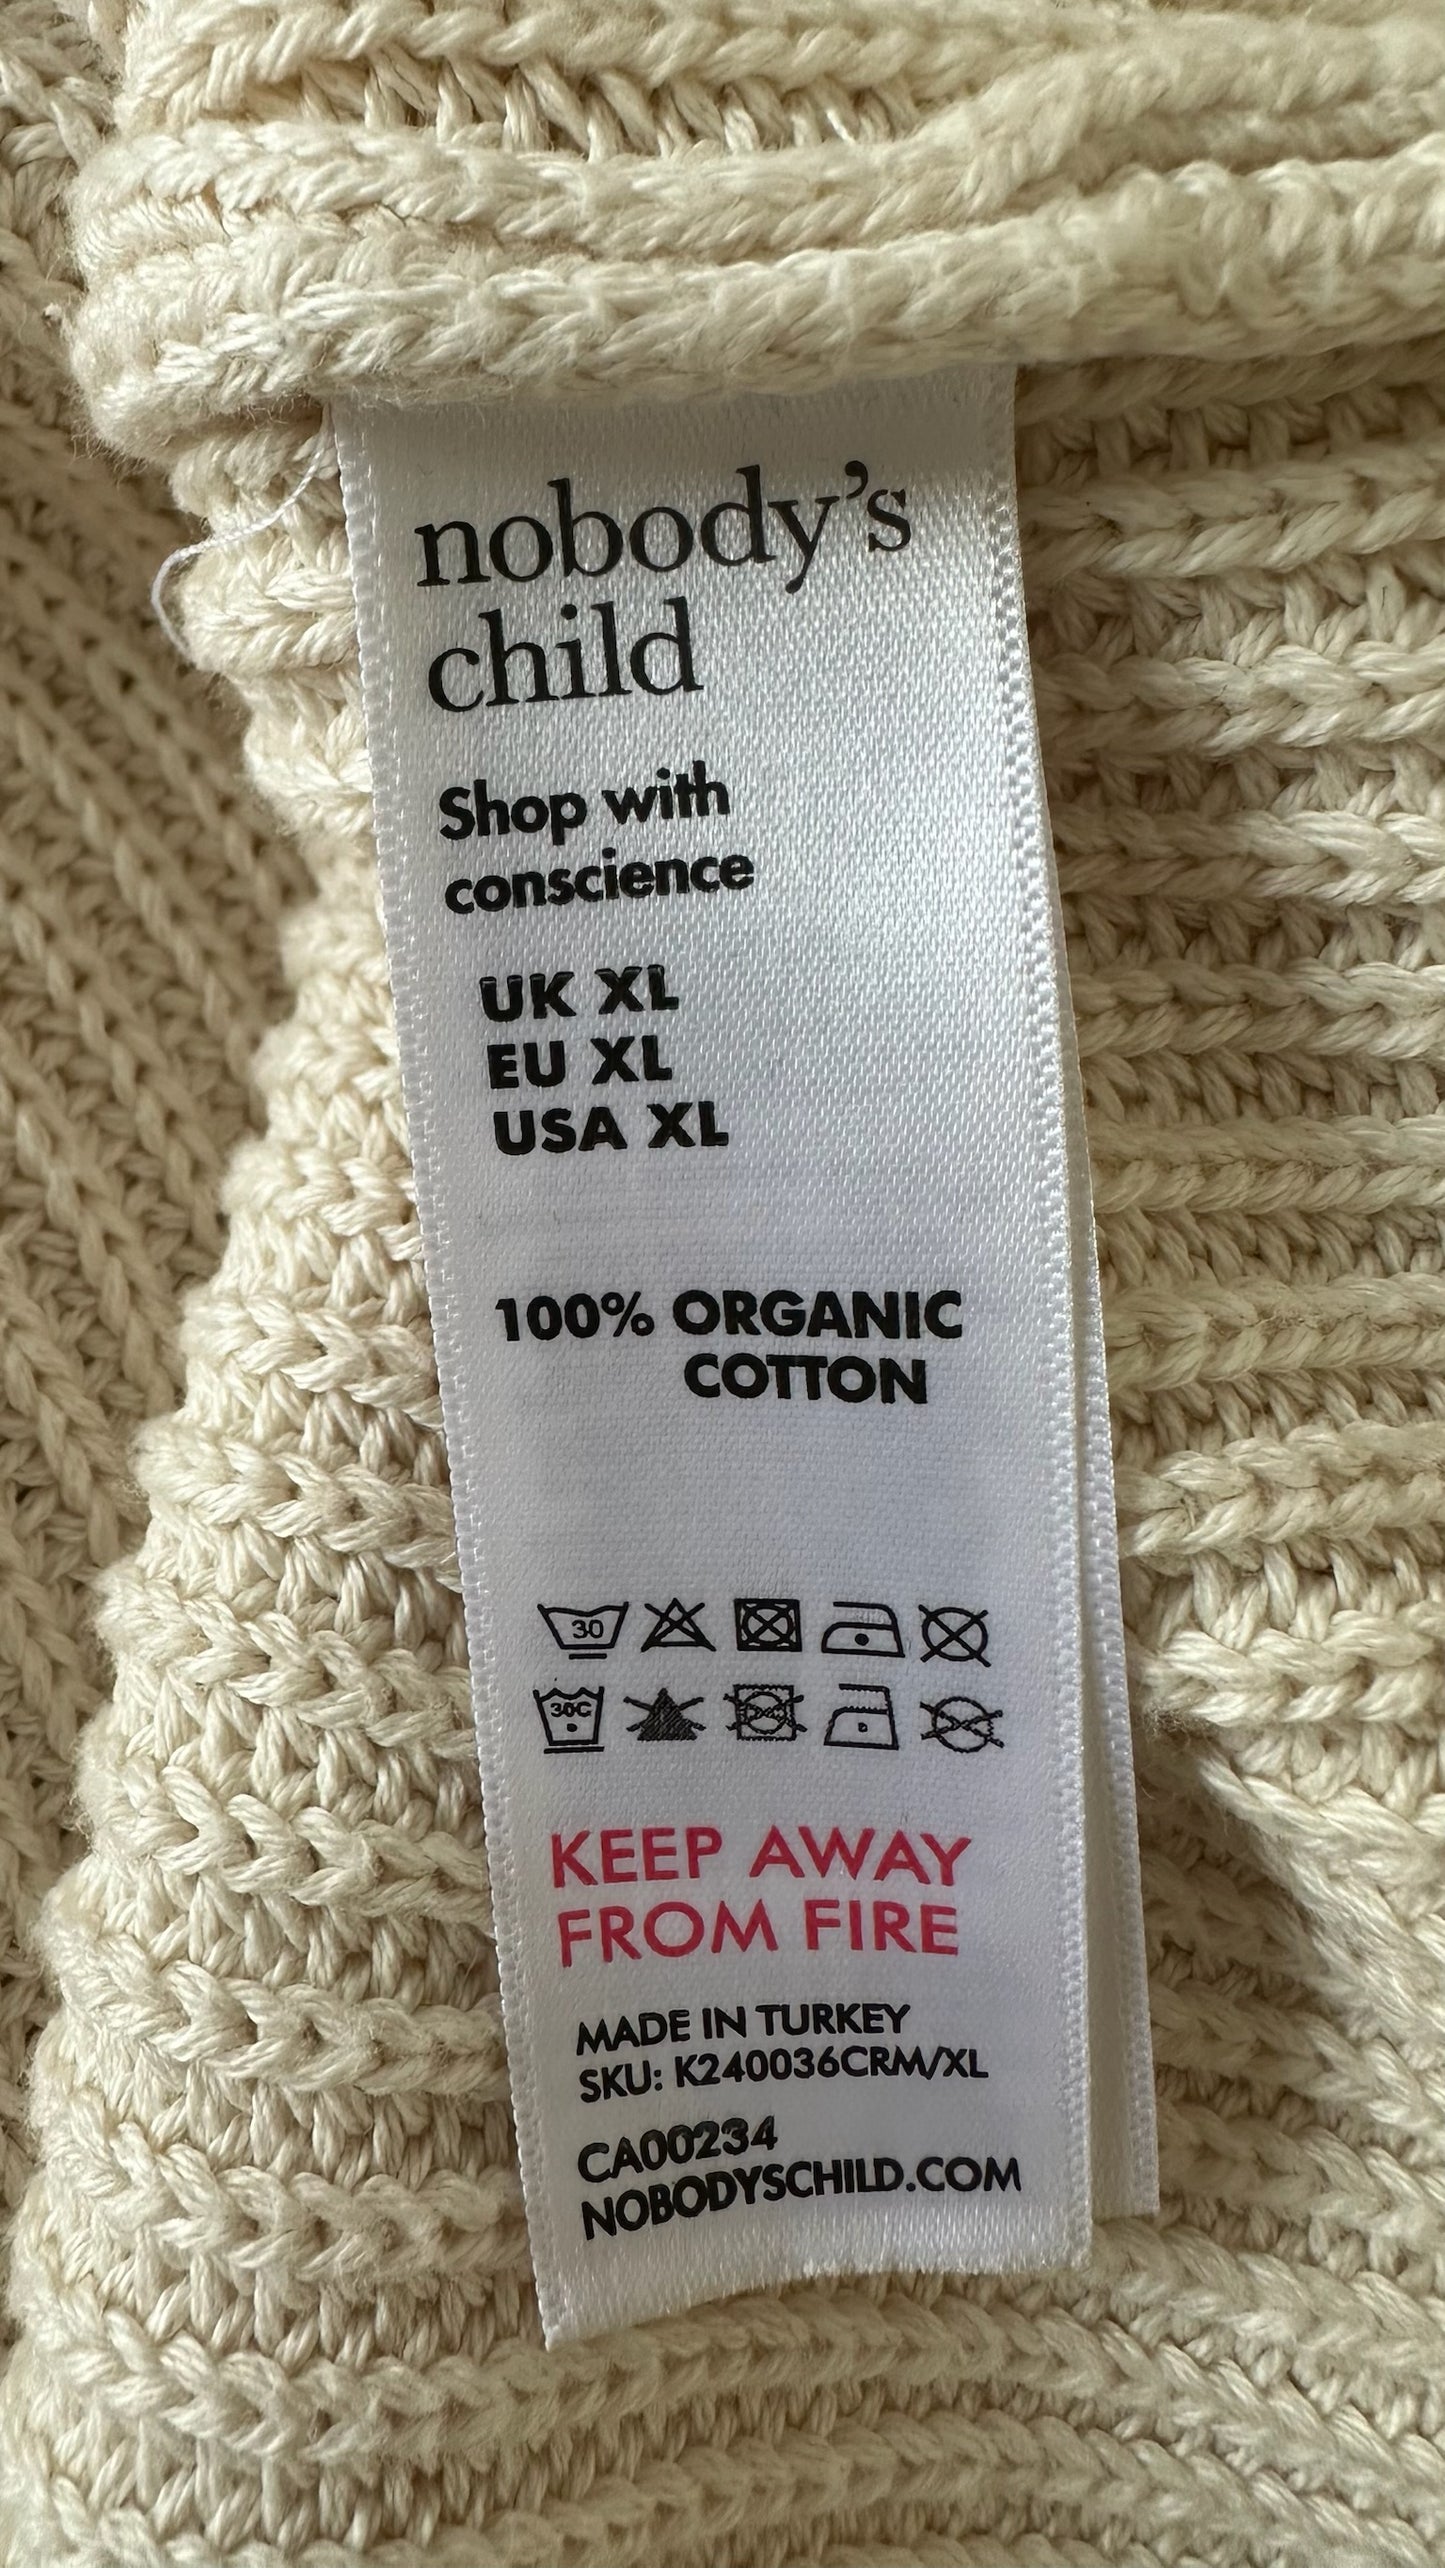 nobody's
child
Shop with
conscience
UK XL
EU XL
USA XL
100% ORGANIC
COTTON
30
30C
KEEP AWAY
FROM FIRE
MADE IN TURKEY
SKU: K240036CRM/XL
CA00234
NOBODYSCHILD.COM